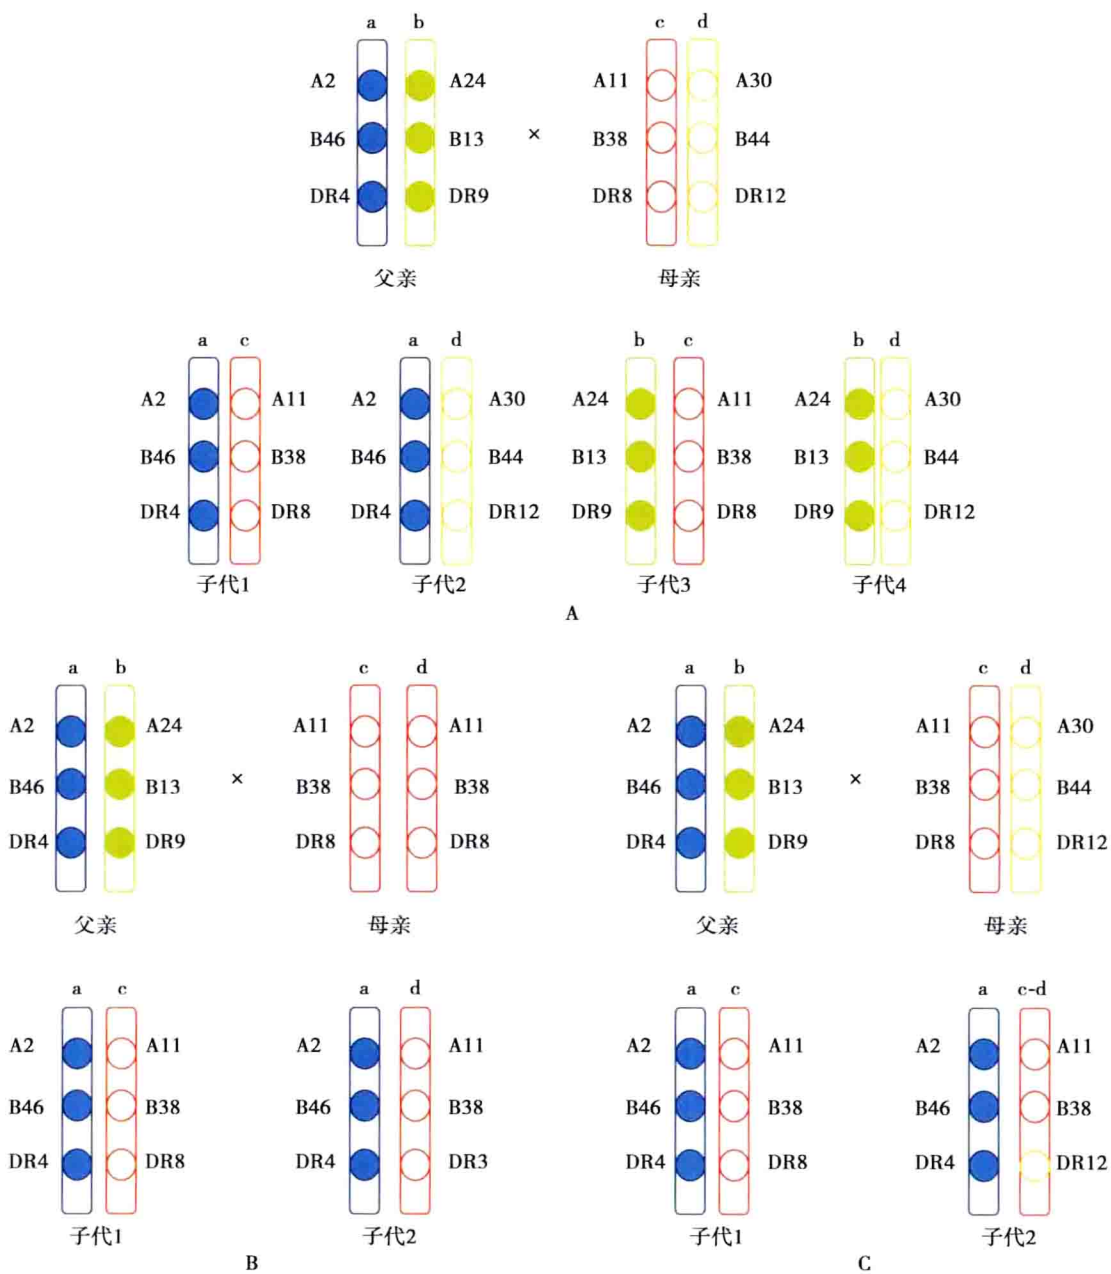 a b c d
A2 A24 A11 A30
B46 B13 × B38 B44
DR4 DR9 DR8 DR12
父亲 母亲
a c a d b c b d
A2 A11 A2 A30 A24 A11 A24 A30
B46 B38 B46 B44 B13 B38 B13 B44
DR4 DR8 DR4 DR12 DR9 DR8 DR9 DR12
子代1 子代2 子代3 子代4
A
a b c d a b c d
A2 A24 A11 A11 A2 A24 A11 A30
B46 B13 × B38 B38 B46 B13 × B38 B44
DR4 DR9 DR8 DR8 DR4 DR9 DR8 DR12
父亲 母亲 父亲 母亲
a c a d a c a c-d
A2 A11 A2 A11 A2 A11 A2 A11
B46 B38 B46 B38 B46 B38 B46 B38
DR4 DR8 DR4 DR3 DR4 DR8 DR4 DR12
子代1 子代2 子代1 子代2
B C